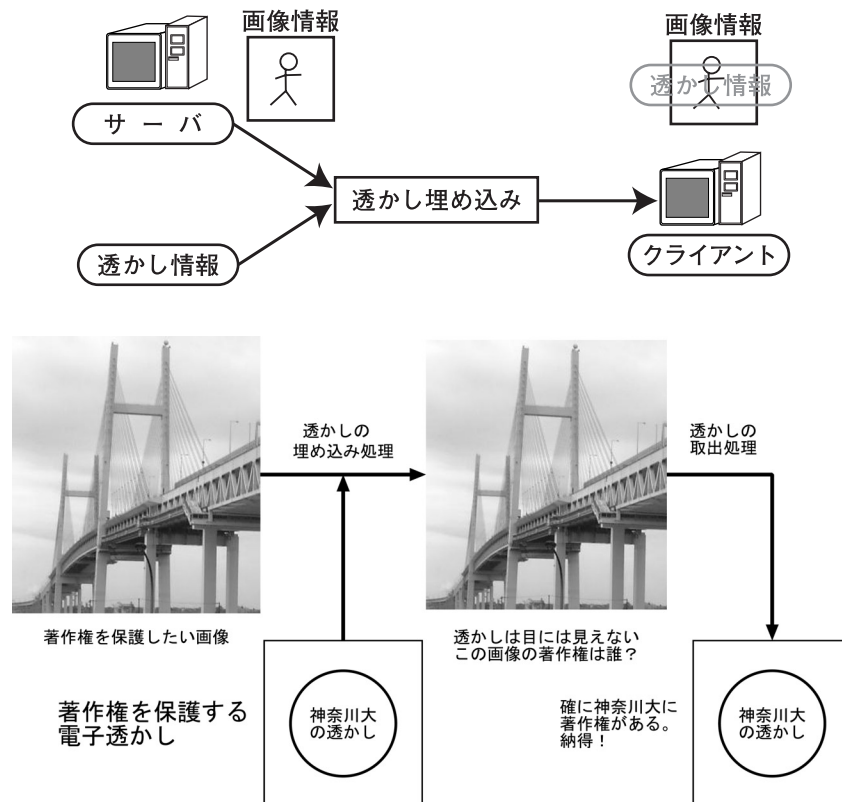 画像情報
画像情報
透かし情報
サーバ
透かし埋め込み
透かし情報
クライアント
透かしの
埋め込み処理
透かしの
取出処理
著作権を保護したい画像
透かしは目には見えない
この画像の著作権は誰？
著作権を保護する
電子透かし
神奈川大
の透かし
確に神奈川大に
著作権がある。
納得！
神奈川大
の透かし